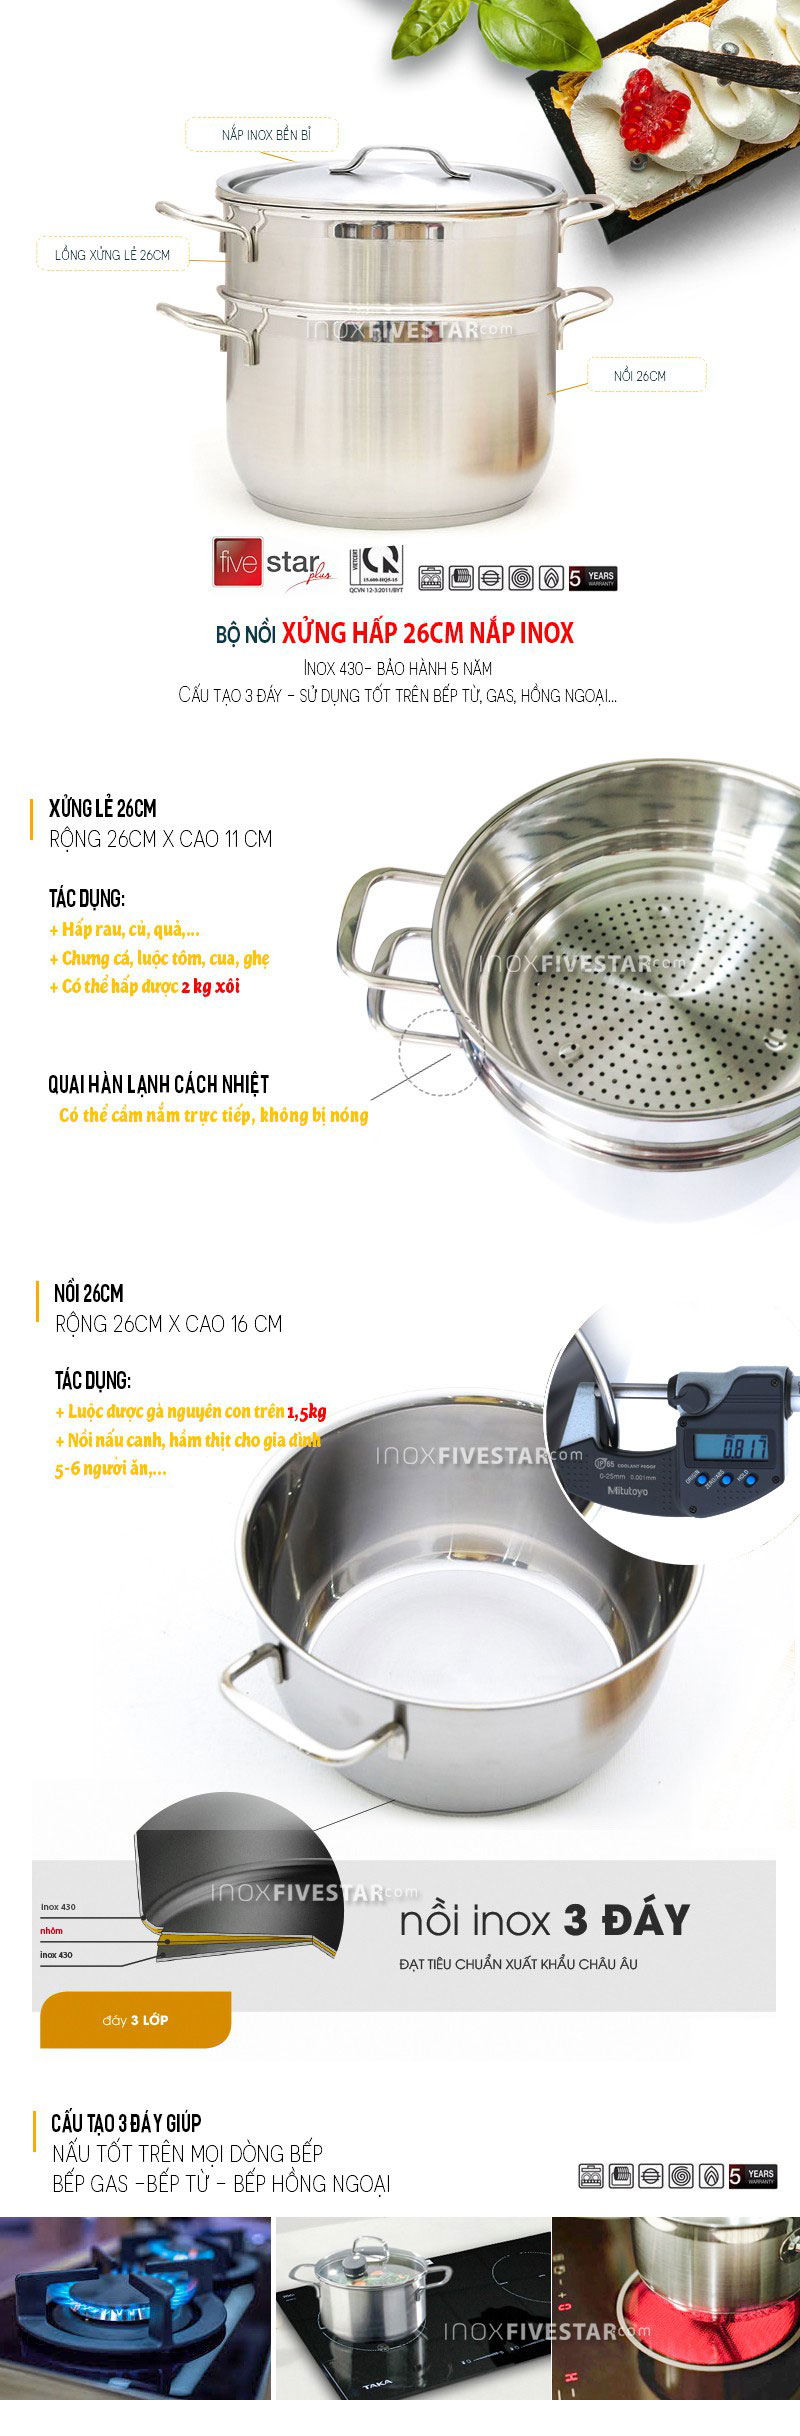 NẮP INOX BỀN BỈ
LỒNG XỬNG LẺ 26CM
INOXFIVESTAR.com
NỒI 26CM
five star plus
VIETCERT
15.600-HQ5-15
QCVN 12-3:2011/BYT
5 YEARS
WARRANTY
BỘ NỒI XỬNG HẤP 26CM NẮP INOX
INOX 430- BẢO HÀNH 5 NĂM
CẤU TẠO 3 ĐÁY - SỬ DỤNG TỐT TRÊN BẾP TỪ, GAS, HỒNG NGOẠI...
XỬNG LẺ 26CM
RỘNG 26CM X CAO 11 CM
TÁC DỤNG:
+ Hấp rau, củ, quả,...
+ Chưng cá, luộc tôm, cua, ghẹ
+ Có thể hấp được 2 kg xôi
INOXFIVESTAR.com
QUAI HÀN LẠNH CÁCH NHIỆT
Có thể cầm nắm trực tiếp, không bị nóng
NỒI 26CM
RỘNG 26CM X CAO 16 CM
TÁC DỤNG:
+ Luộc được gà nguyên con trên 1,5kg
+ Nồi nấu canh, hầm thịt cho gia đình
5-6 người ăn,...
INOXFIVESTAR.com
0.817
IP65 COOLANT PROOF
0-25mm 0.001mm
Mitutoyo
ORIGIN
ZERO/ABS
HOLD
INOXFIVESTAR.com
inox 430
nhôm
inox 430
nồi inox 3 ĐÁY
ĐẠT TIÊU CHUẨN XUẤT KHẨU CHÂU ÂU
đáy 3 LỚP
CẤU TẠO 3 ĐÁY GIÚP
NẤU TỐT TRÊN MỌI DÒNG BẾP
BẾP GAS -BẾP TỪ - BẾP HỒNG NGOẠI
5 YEARS
WARRANTY
INOXFIVESTAR.com
TAKA